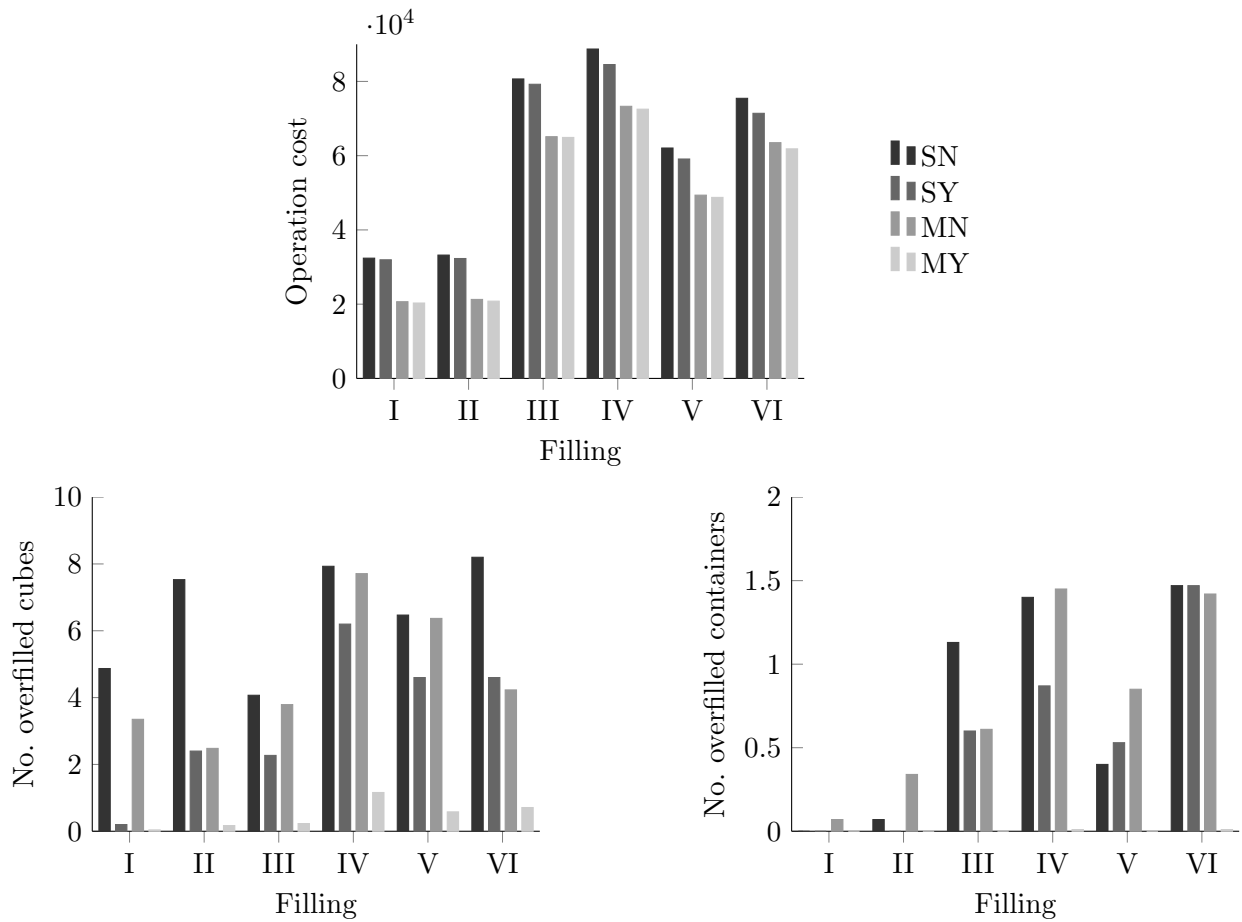 ·10⁴
8
6
4
2
0
Operation cost
I II III IV V VI
Filling
SN
SY
MN
MY
10
8
6
4
2
0
No. overfilled cubes
I II III IV V VI
Filling
2
1.5
1
0.5
0
No. overfilled containers
I II III IV V VI
Filling